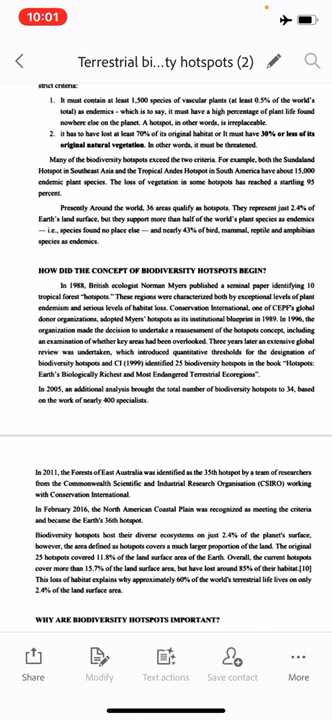 10:01
Terrestrial bi...ty hotspots (2)
strict criteria:
1. It must contain at least 1,500 species of vascular plants (at least 0.5% of the world's
total) as endemics - which is to say, it must have a high percentage of plant life found
nowhere else on the planet. A hotspot, in other words, is irreplaceable.
2. it has to have lost at least 70% of its original habitat or It must have 30% or less of its
original natural vegetation. In other words, it must be threatened.
Many of the biodiversity hotspots exceed the two criteria. For example, both the Sundaland
Hotspot in Southeast Asia and the Tropical Andes Hotspot in South America have about 15,000
endemic plant species. The loss of vegetation in some hotspots has reached a startling 95
percent.
Presently Around the world, 36 areas qualify as hotspots. They represent just 2.4% of
Earth's land surface, but they support more than half of the world's plant species as endemics
— i.e., species found no place else — and nearly 43% of bird, mammal, reptile and amphibian
species as endemics.
HOW DID THE CONCEPT OF BIODIVERSITY HOTSPOTS BEGIN?
In 1988, British ecologist Norman Myers published a seminal paper identifying 10
tropical forest "hotspots." These regions were characterized both by exceptional levels of plant
endemism and serious levels of habitat loss. Conservation International, one of CEPF's global
donor organizations, adopted Myers' hotspots as its institutional blueprint in 1989. In 1996, the
organization made the decision to undertake a reassessment of the hotspots concept, including
an examination of whether key areas had been overlooked. Three years later an extensive global
review was undertaken, which introduced quantitative thresholds for the designation of
biodiversity hotspots and CI (1999) identified 25 biodiversity hotspots in the book "Hotspots:
Earth's Biologically Richest and Most Endangered Terrestrial Ecoregions".
In 2005, an additional analysis brought the total number of biodiversity hotspots to 34, based
on the work of nearly 400 specialists.
In 2011, the Forests of East Australia was identified as the 35th hotspot by a team of researchers
from the Commonwealth Scientific and Industrial Research Organisation (CSIRO) working
with Conservation International.
In February 2016, the North American Coastal Plain was recognized as meeting the criteria
and became the Earth's 36th hotspot.
Biodiversity hotspots host their diverse ecosystems on just 2.4% of the planet's surface,
however, the area defined as hotspots covers a much larger proportion of the land. The original
25 hotspots covered 11.8% of the land surface area of the Earth. Overall, the current hotspots
cover more than 15.7% of the land surface area, but have lost around 85% of their habitat.[10]
This loss of habitat explains why approximately 60% of the world's terrestrial life lives on only
2.4% of the land surface area.
WHY ARE BIODIVERSITY HOTSPOTS IMPORTANT?
Share
Modify
Text actions
Save contact
More